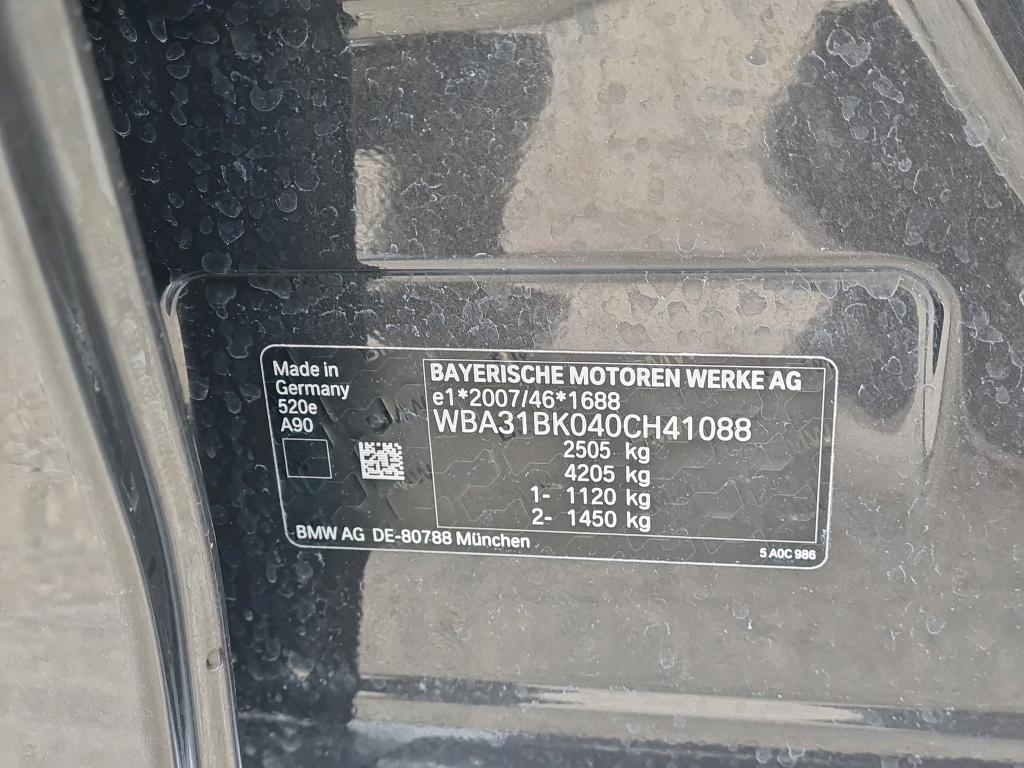 Made in
Germany
520e
A90
BAYERISCHE MOTOREN WERKE AG
e1*2007/46*1688
WBA31BK040CH41088
2505 kg
4205 kg
1- 1120 kg
2- 1450 kg
BMW AG DE-80788 München
5 A0C 986